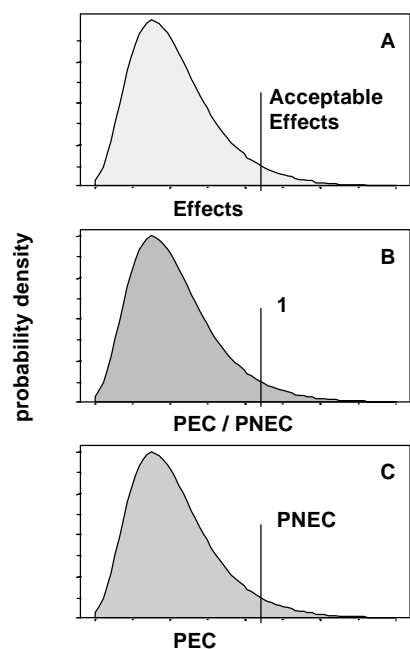 A
Acceptable
Effects
Effects
probability density
B
1
PEC / PNEC
C
PNEC
PEC